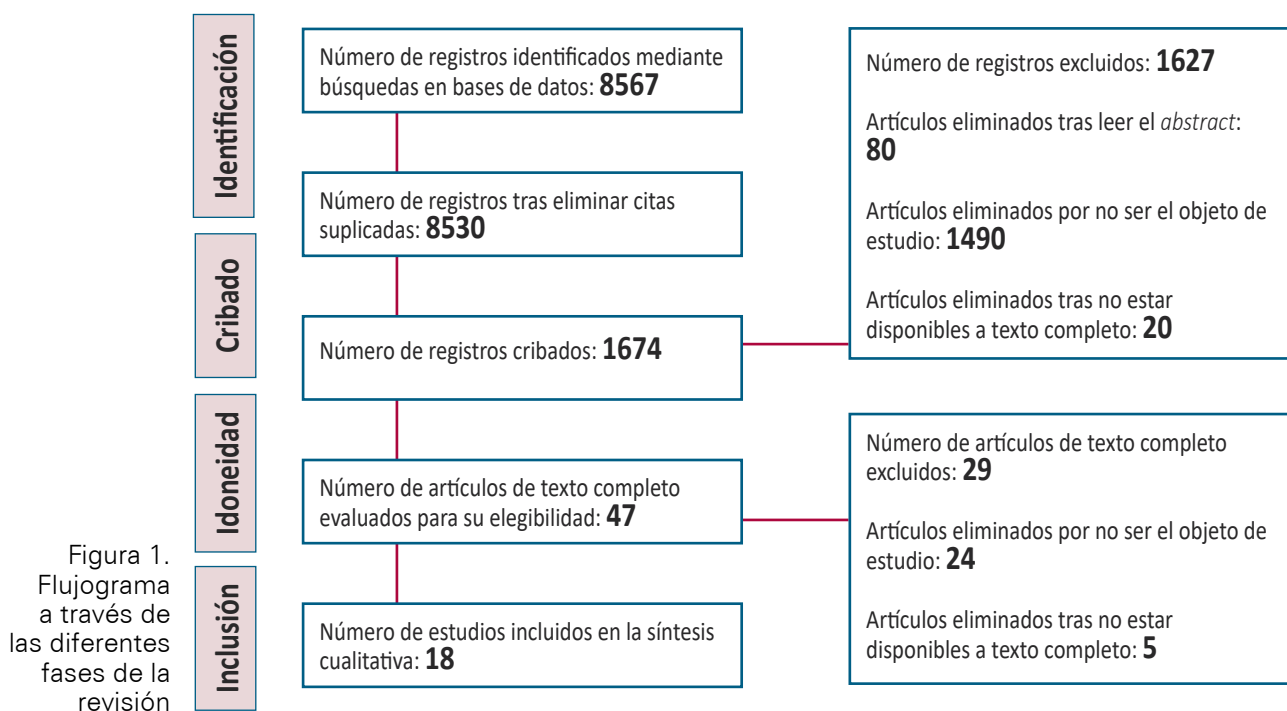 Identificación
Número de registros identificados mediante
búsquedas en bases de datos: 8567
Número de registros tras eliminar citas
suplicadas: 8530
Cribado
Número de registros cribados: 1674
Número de registros excluidos: 1627
Artículos eliminados tras leer el abstract:
80
Artículos eliminados por no ser el objeto de
estudio: 1490
Artículos eliminados tras no estar
disponibles a texto completo: 20
Idoneidad
Número de artículos de texto completo
evaluados para su elegibilidad: 47
Número de artículos de texto completo
excluidos: 29
Artículos eliminados por no ser el objeto de
estudio: 24
Artículos eliminados tras no estar
disponibles a texto completo: 5
Inclusión
Número de estudios incluidos en la síntesis
cualitativa: 18
Figura 1.
Flujograma
a través de
las diferentes
fases de la
revisión